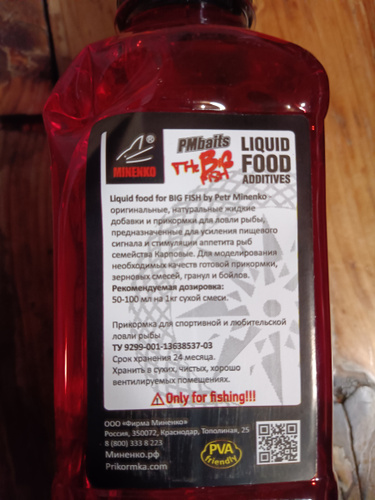 MINENKO
®
PMbaits
THE BIG
FISH
LIQUID
FOOD
ADDITIVES
Liquid food for BIG FISH by Petr Minenko -
оригинальные, натуральные жидкие
добавки и прикормки для ловли рыбы,
предназначенные для усиления пищевого
сигнала и стимуляции аппетита рыб
семейства Карповые. Для моделирования
необходимых качеств готовой прикормки,
зерновых смесей, гранул и бойлов.
Рекомендуемая дозировка:
50-100 мл на 1кг сухой смеси.
Прикормка для спортивной и любительской
ловли рыбы
ТУ 9299-001-13638537-03
Срок хранения 24 месяца.
Хранить в сухих, чистых, хорошо
вентилируемых помещениях.
Only for fishing!!!
ООО «Фирма Миненко»
Россия, 350072, Краснодар, Тополиная, 25
8 (800) 333 8 223
Миненко.рф
Prikormka.com
PVA
friendly